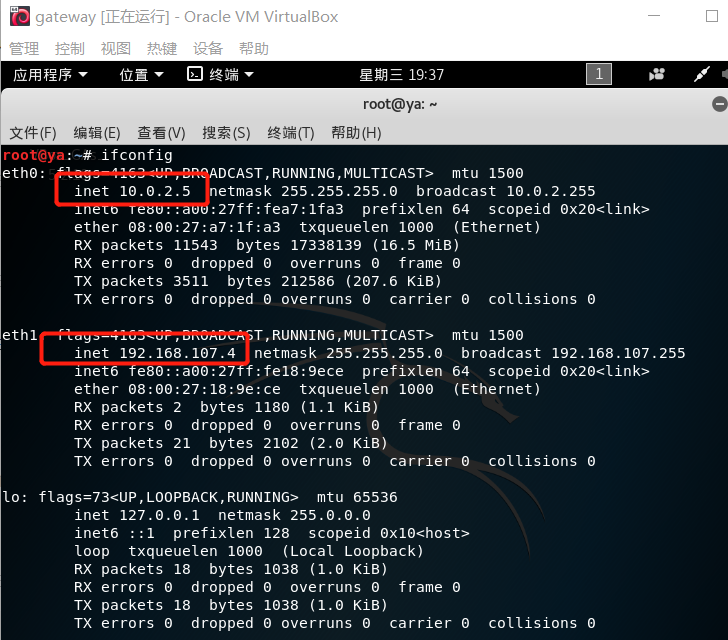 gateway [正在运行] - Oracle VM VirtualBox
管理 控制 视图 热键 设备 帮助
应用程序 位置 终端 星期三 19:37 1
root@ya: ~
文件(F) 编辑(E) 查看(V) 搜索(S) 终端(T) 帮助(H)
root@ya:~# ifconfig
eth0: flags=4163<UP,BROADCAST,RUNNING,MULTICAST>  mtu 1500
        inet 10.0.2.5  netmask 255.255.255.0  broadcast 10.0.2.255
        inet6 fe80::a00:27ff:fea7:1fa3  prefixlen 64  scopeid 0x20<link>
        ether 08:00:27:a7:1f:a3  txqueuelen 1000  (Ethernet)
        RX packets 11543  bytes 17338139 (16.5 MiB)
        RX errors 0  dropped 0  overruns 0  frame 0
        TX packets 3511  bytes 212586 (207.6 KiB)
        TX errors 0  dropped 0 overruns 0  carrier 0  collisions 0
eth1: flags=4163<UP,BROADCAST,RUNNING,MULTICAST>  mtu 1500
        inet 192.168.107.4  netmask 255.255.255.0  broadcast 192.168.107.255
        inet6 fe80::a00:27ff:fe18:9ece  prefixlen 64  scopeid 0x20<link>
        ether 08:00:27:18:9e:ce  txqueuelen 1000  (Ethernet)
        RX packets 2  bytes 1180 (1.1 KiB)
        RX errors 0  dropped 0  overruns 0  frame 0
        TX packets 21  bytes 2102 (2.0 KiB)
        TX errors 0  dropped 0 overruns 0  carrier 0  collisions 0
lo: flags=73<UP,LOOPBACK,RUNNING>  mtu 65536
        inet 127.0.0.1  netmask 255.0.0.0
        inet6 ::1  prefixlen 128  scopeid 0x10<host>
        loop  txqueuelen 1000  (Local Loopback)
        RX packets 18  bytes 1038 (1.0 KiB)
        RX errors 0  dropped 0  overruns 0  frame 0
        TX packets 18  bytes 1038 (1.0 KiB)
        TX errors 0  dropped 0 overruns 0  carrier 0  collisions 0